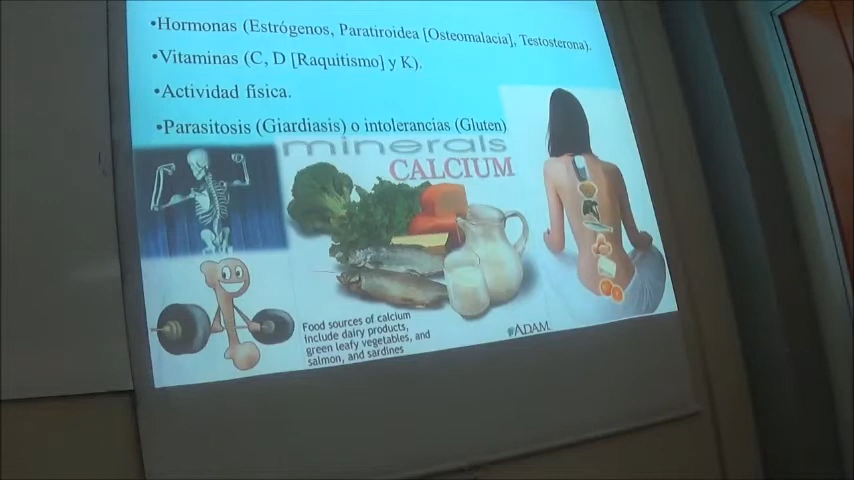 •Hormonas (Estrógenos, Paratiroidea [Osteomalacia], Testosterona).
•Vitaminas (C, D [Raquitismo] y K).
•Actividad física.
•Parasitosis (Giardiasis) o intolerancias (Gluten)
minerals
CALCIUM
Food sources of calcium
include dairy products,
green leafy vegetables, and
salmon, and sardines
ADAM